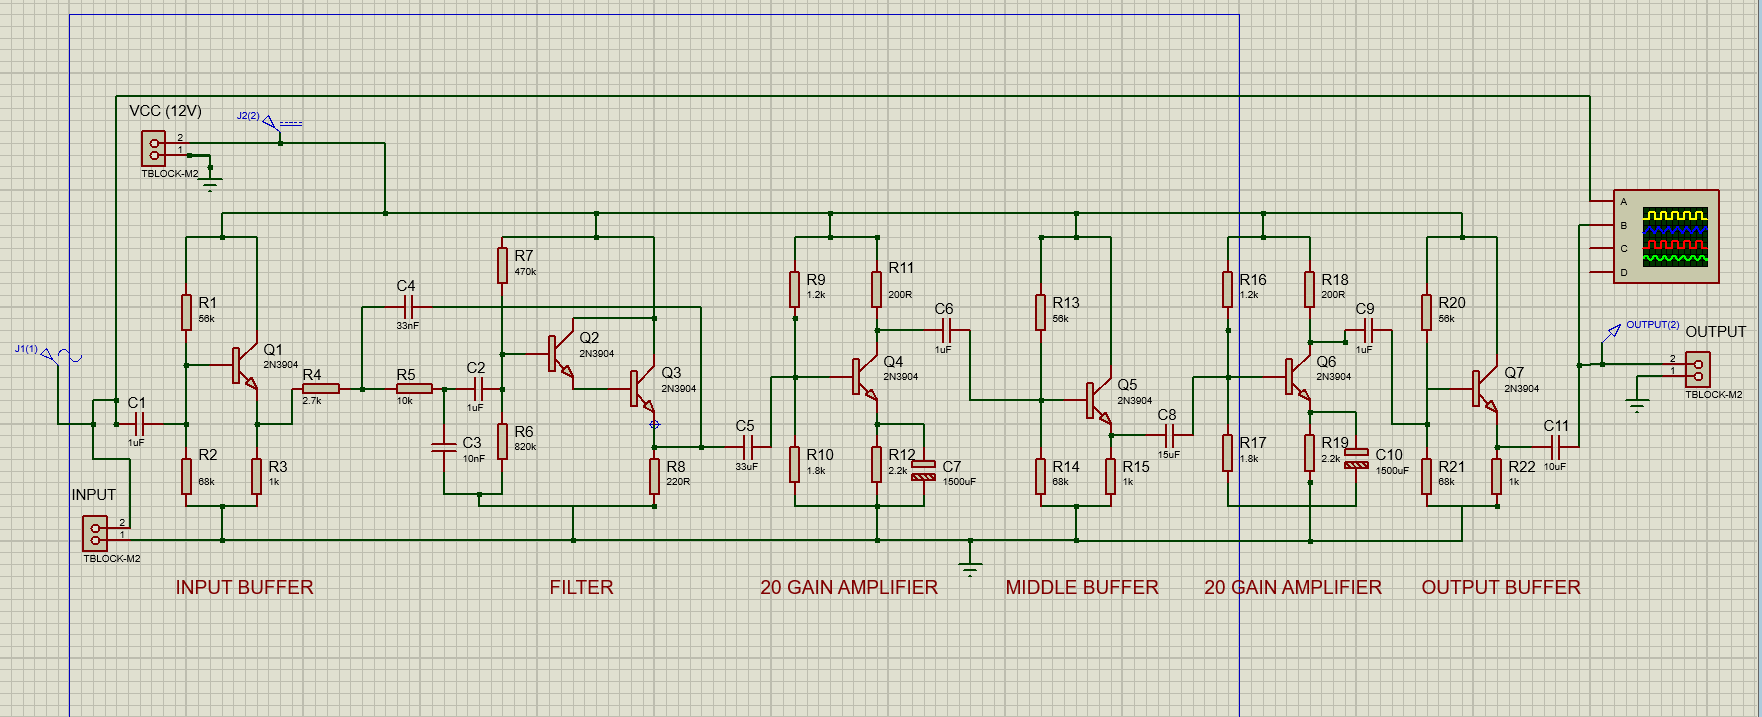 VCC (12V)
J2(2)
2
1
TBLOCK-M2
A
B
C
D
R1
56k
R7
470k
C4
33nF
R9
1.2k
R11
200R
C6
1uF
R13
56k
R16
1.2k
R18
200R
C9
1uF
R20
56k
OUTPUT(2)
OUTPUT
2
1
TBLOCK-M2
J1(1)
Q1
2N3904
Q2
2N3904
Q3
2N3904
Q4
2N3904
Q5
2N3904
Q6
2N3904
Q7
2N3904
R4
2.7k
R5
10k
C2
1uF
C1
1uF
R2
68k
R3
1k
C3
10nF
R6
820k
R8
220R
C5
33uF
R10
1.8k
R12
2.2k
C7
1500uF
R14
68k
R15
1k
C8
15uF
R17
1.8k
R19
2.2k
C10
1500uF
R21
68k
R22
1k
C11
10uF
INPUT
2
1
TBLOCK-M2
INPUT BUFFER
FILTER
20 GAIN AMPLIFIER
MIDDLE BUFFER
20 GAIN AMPLIFIER
OUTPUT BUFFER